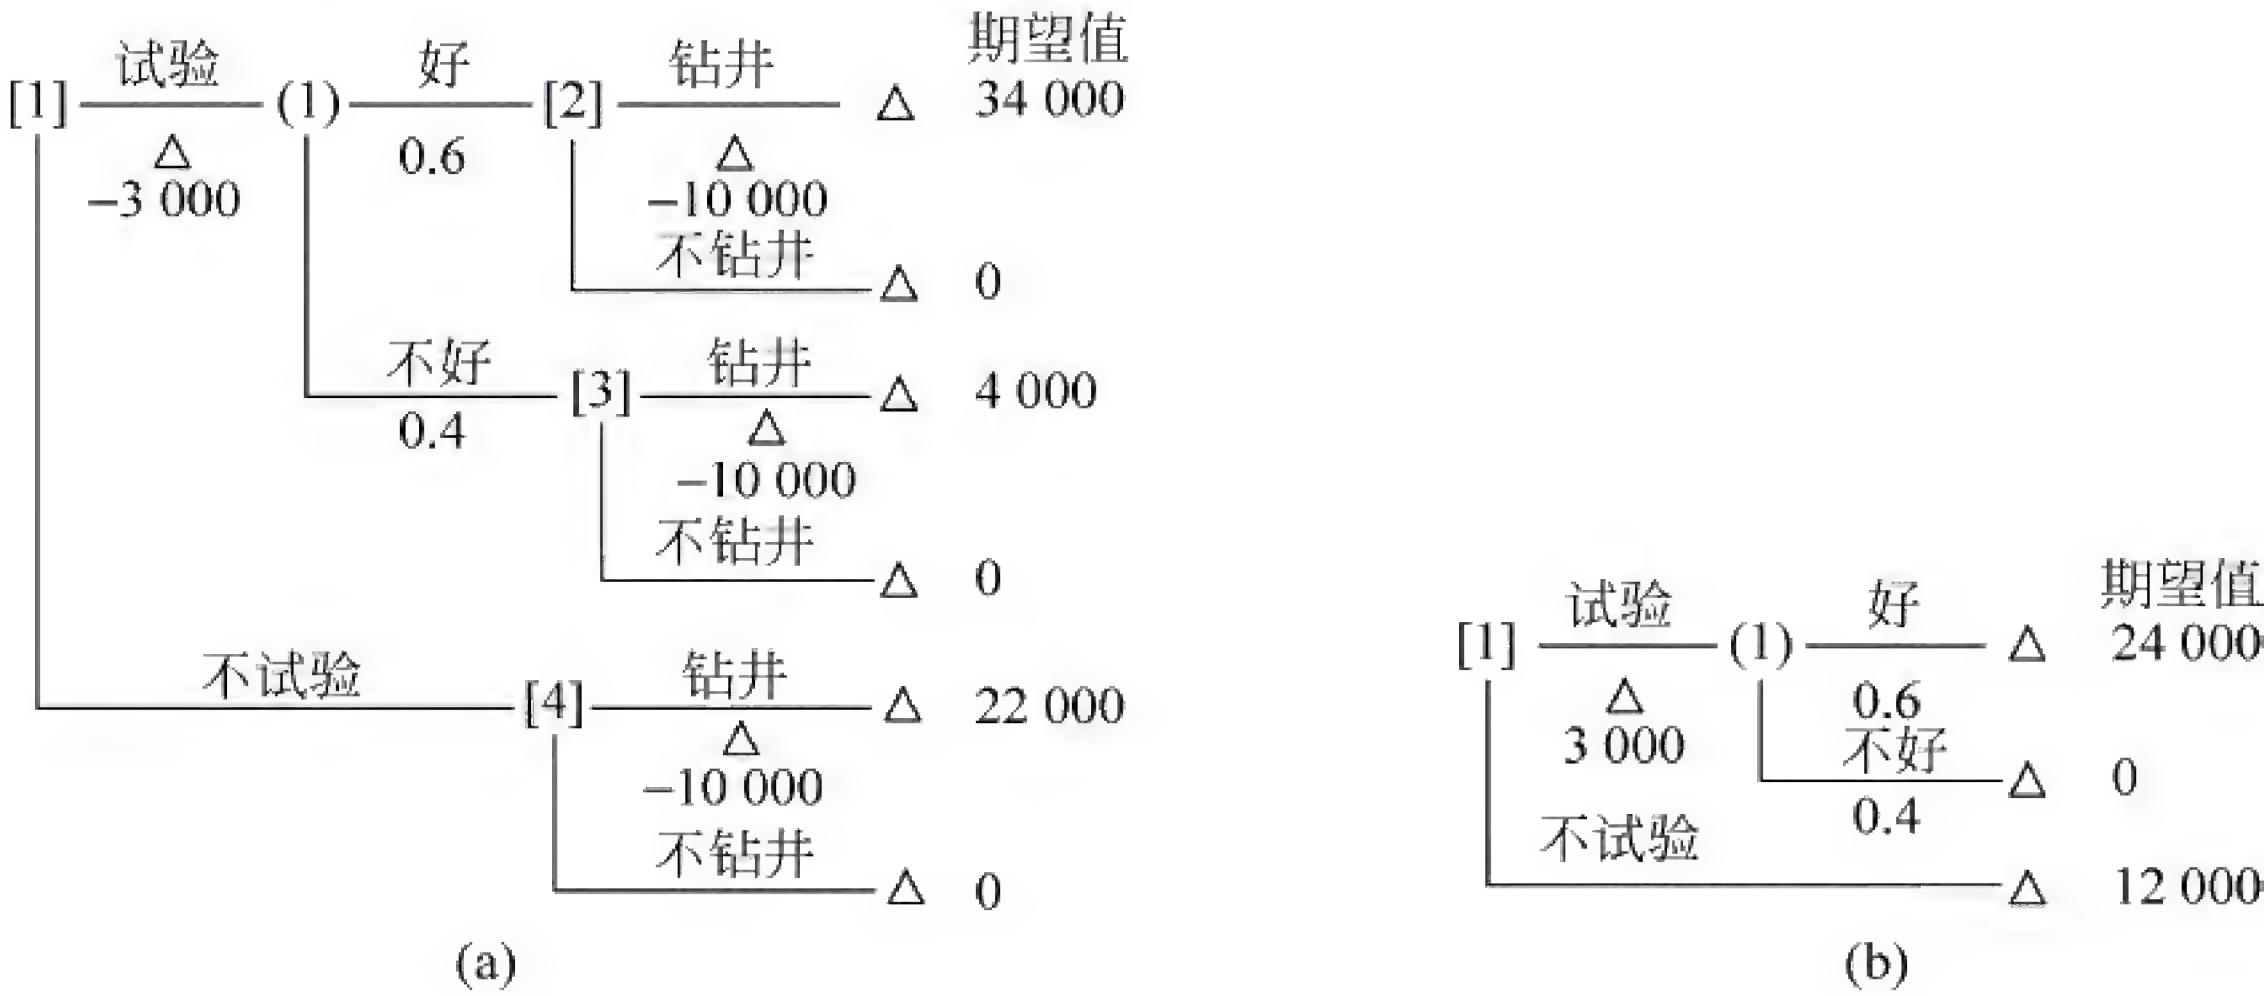 期望值
试验 好 钻井
[1] (1) [2] △ 34 000
△ 0.6 △
−3 000 −10 000
不钻井
△ 0
不好 钻井
[3] △ 4 000
0.4 △
−10 000
不钻井
△ 0
不试验 钻井
[4] △ 22 000
△
−10 000
不钻井
△ 0
(a)
期望值
试验 好
[1] (1) △ 24 000
△ 0.6
3 000 不好
△ 0
0.4
不试验
△ 12 000
(b)